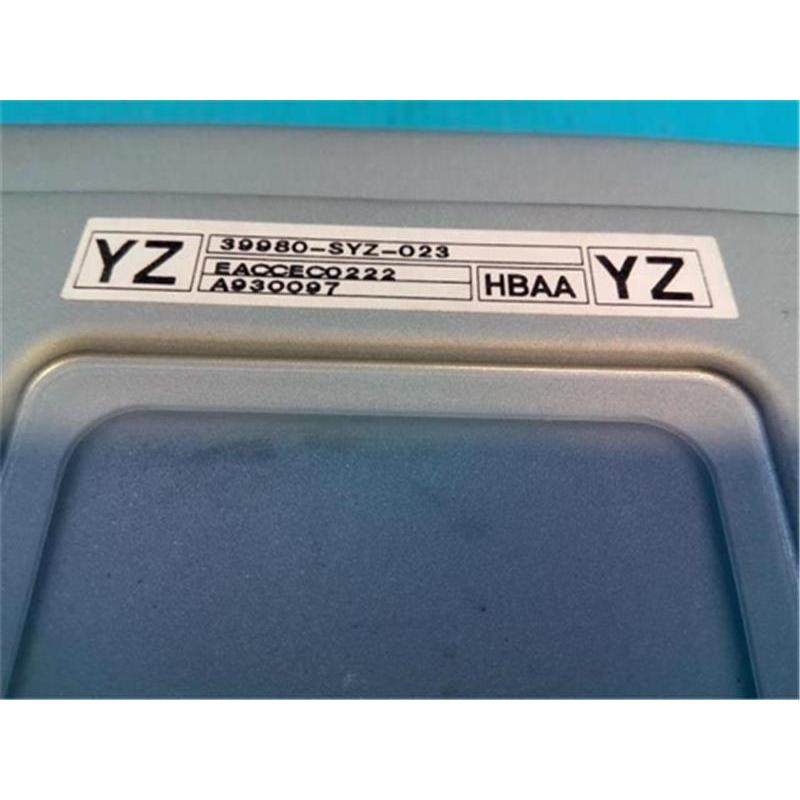 YZ
39980-SYZ-023
EACCEC0222
A930097
HBAA
YZ